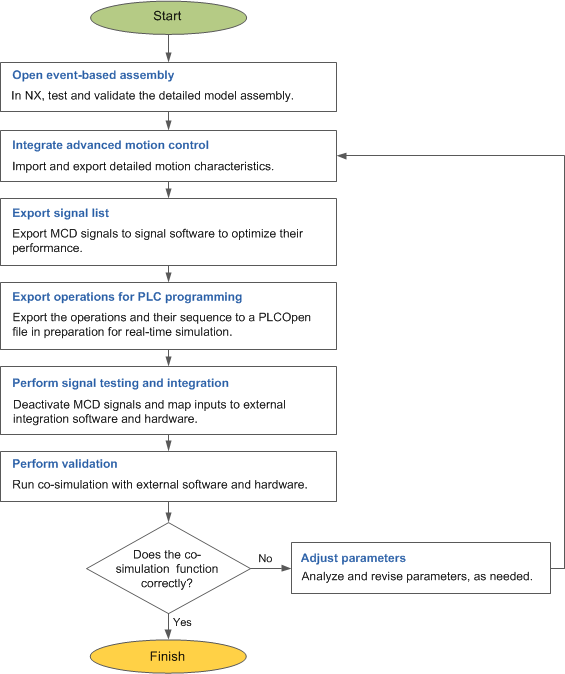 Start
Open event-based assembly
In NX, test and validate the detailed model assembly.
Integrate advanced motion control
Import and export detailed motion characteristics.
Export signal list
Export MCD signals to signal software to optimize their
performance.
Export operations for PLC programming
Export the operations and their sequence to a PLCOpen
file in preparation for real-time simulation.
Perform signal testing and integration
Deactivate MCD signals and map inputs to external
integration software and hardware.
Perform validation
Run co-simulation with external software and hardware.
Does the co-
simulation function
correctly?
No
Adjust parameters
Analyze and revise parameters, as needed.
Yes
Finish